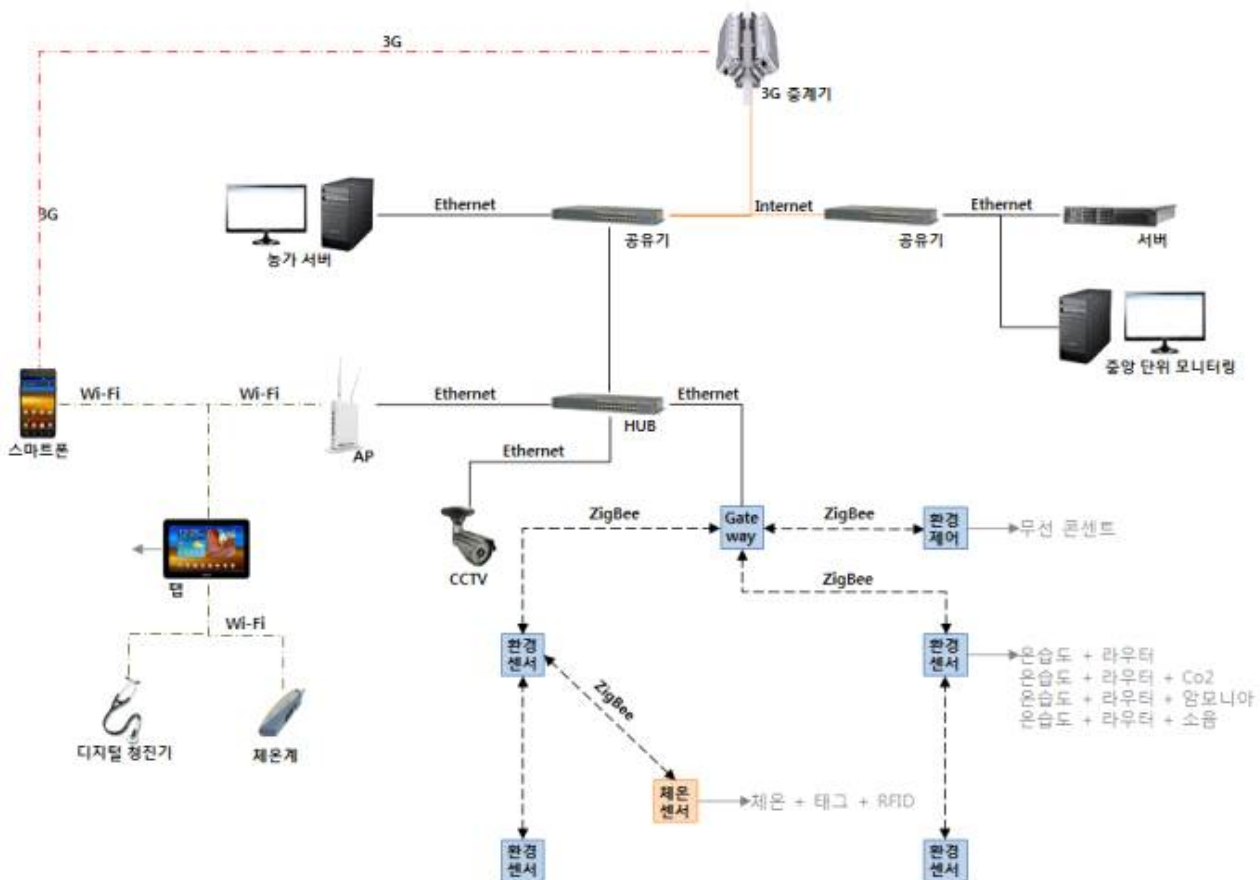 3G
3G 중계기
3G
Ethernet
Internet
Ethernet
농가 서버
공유기
공유기
서버
중앙 단위 모니터링
Wi-Fi
Wi-Fi
Ethernet
Ethernet
스마트폰
AP
HUB
Ethernet
CCTV
ZigBee
Gate
way
ZigBee
환경
제어
무선 콘센트
ZigBee
탭
Wi-Fi
디지털 청진기
체온계
환경
센서
ZigBee
환경
센서
온습도 + 라우터
온습도 + 라우터 + Co2
온습도 + 라우터 + 암모니아
온습도 + 라우터 + 소음
체온
센서
체온 + 태그 + RFID
환경
센서
환경
센서